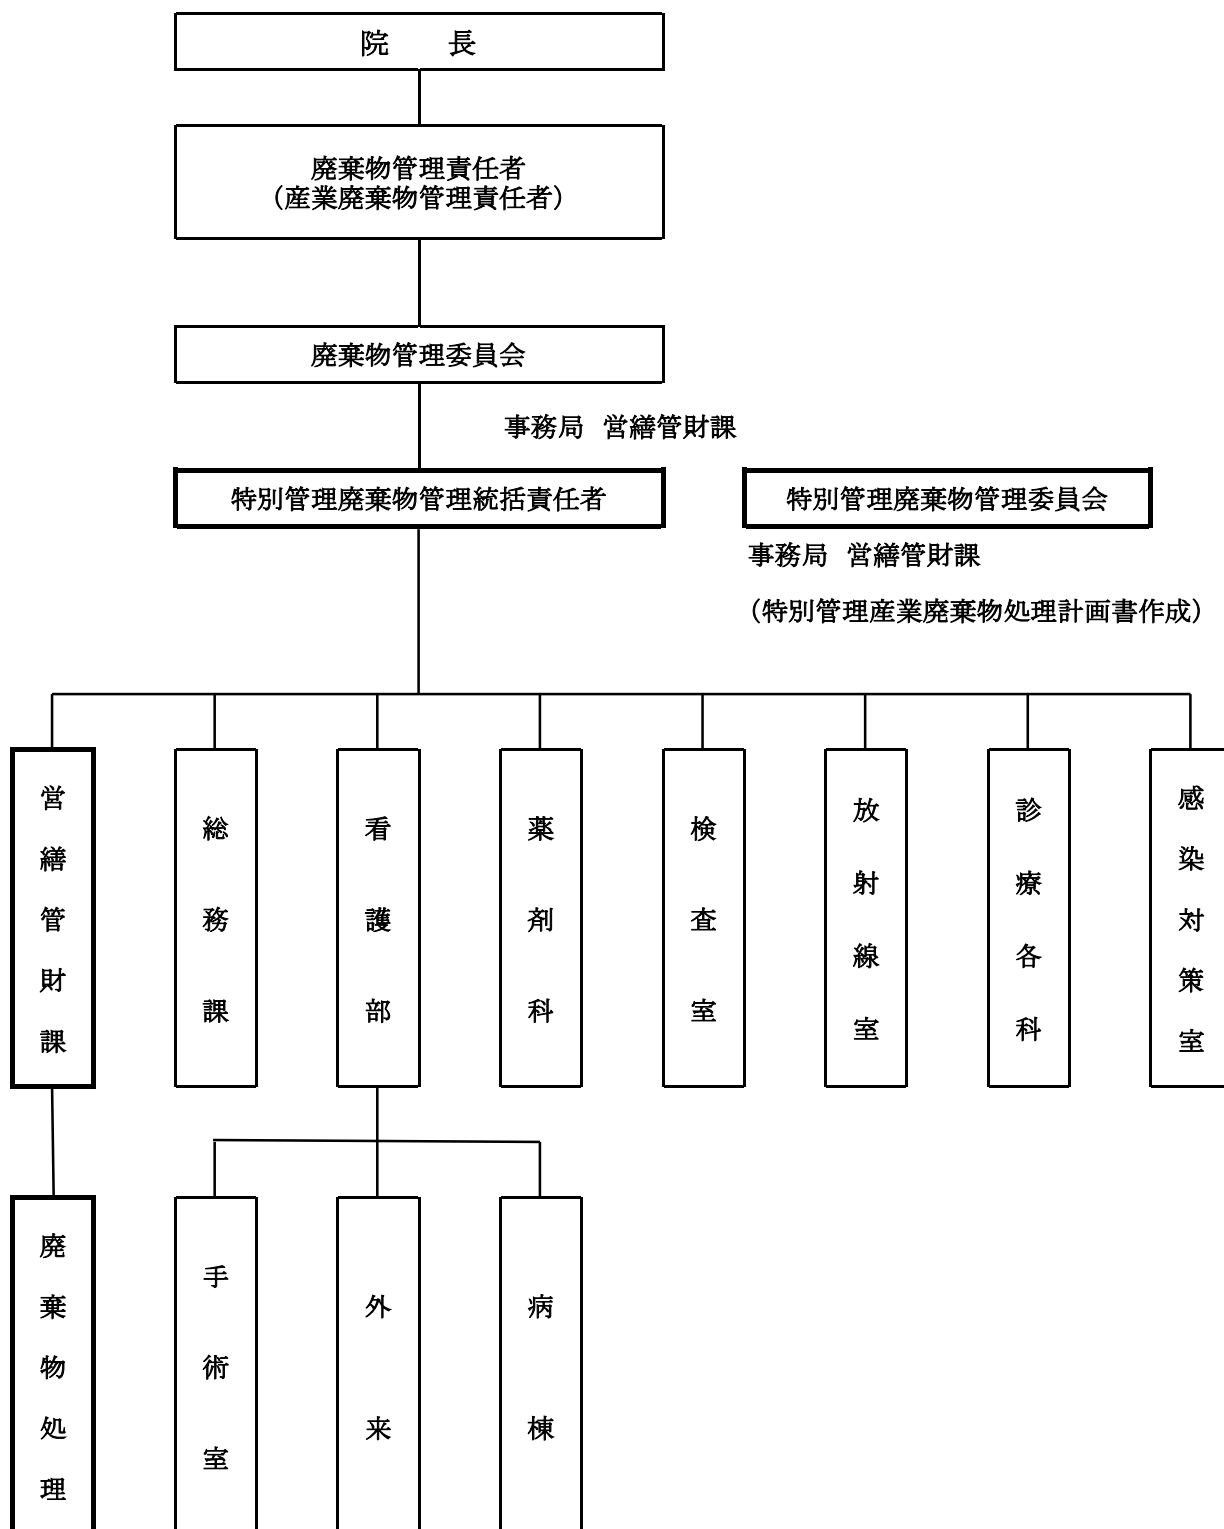 院　　長
廃棄物管理責任者
（産業廃棄物管理責任者）
廃棄物管理委員会
事務局　営繕管財課
特別管理廃棄物管理統括責任者
特別管理廃棄物管理委員会
事務局　営繕管財課
（特別管理産業廃棄物処理計画書作成）
営繕管財課
総務課
看護部
薬剤科
検査室
放射線室
診療各科
感染対策室
廃棄物処理
手術室
外来
病棟